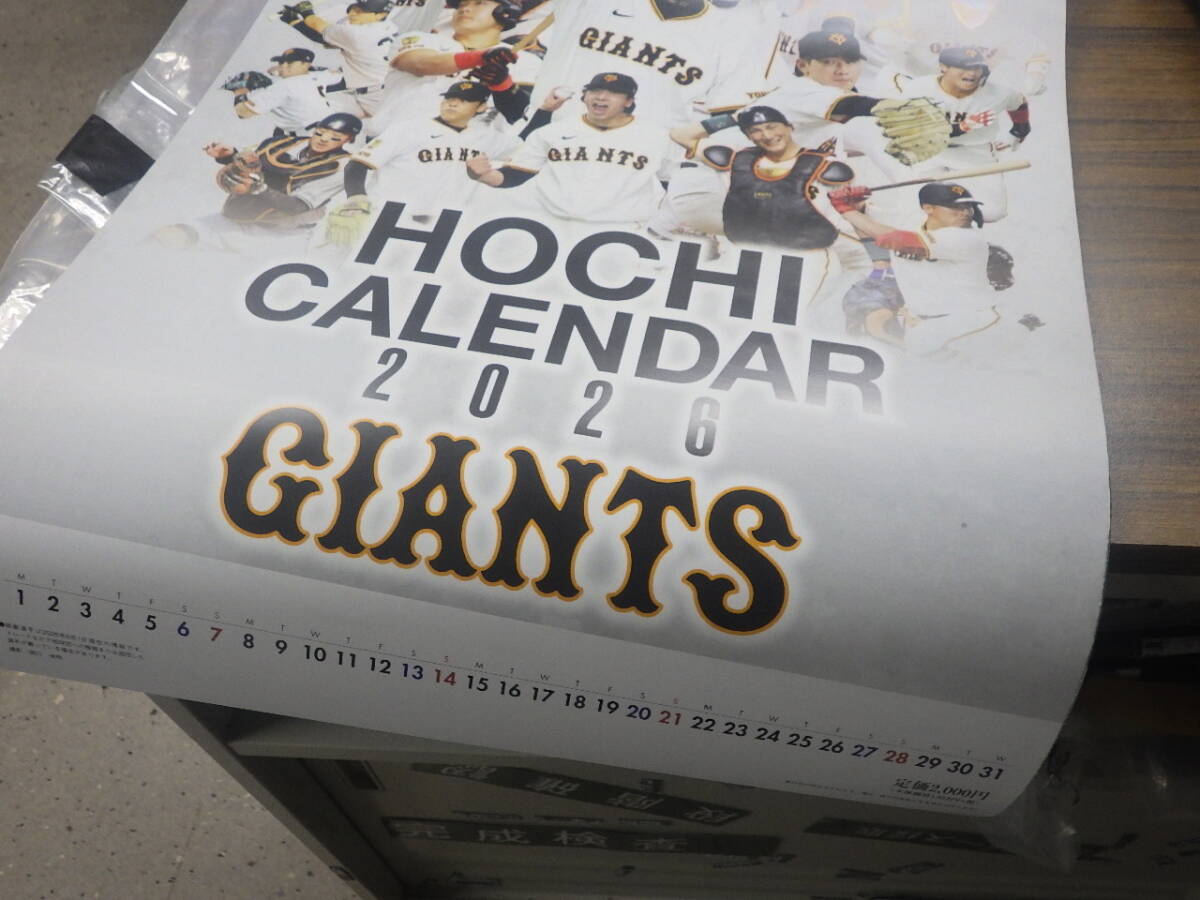 GIANTS
GIANTS
GIANTS
HOCHI
CALENDAR
2026
GIANTS
M T W T F S S M T W T F S S M T W T F S S M T W T F S S M T W
1 2 3 4 5 6 7 8 9 10 11 12 13 14 15 16 17 18 19 20 21 22 23 24 25 26 27 28 29 30 31
定価2,000円
完成検査